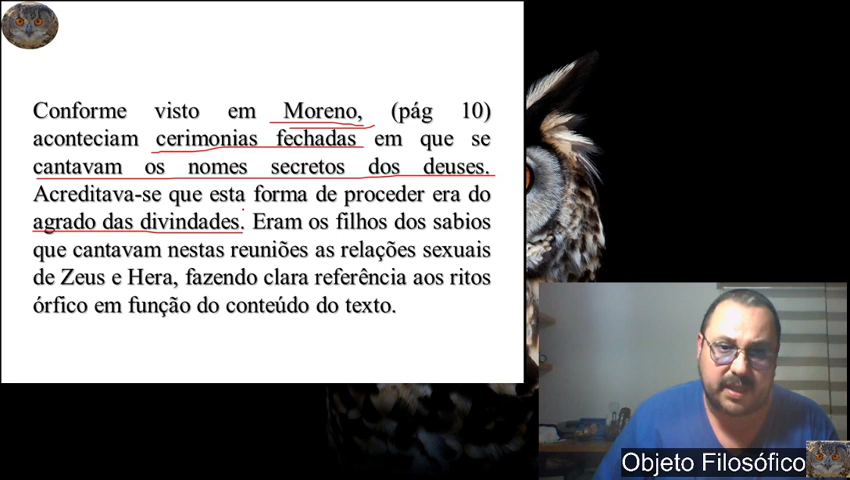 Conforme visto em Moreno, (pág 10)
aconteciam cerimonias fechadas em que se
cantavam os nomes secretos dos deuses.
Acreditava-se que esta forma de proceder era do
agrado das divindades. Eram os filhos dos sabios
que cantavam nestas reuniões as relações sexuais
de Zeus e Hera, fazendo clara referência aos ritos
órfico em função do conteúdo do texto.
Objeto Filosófico